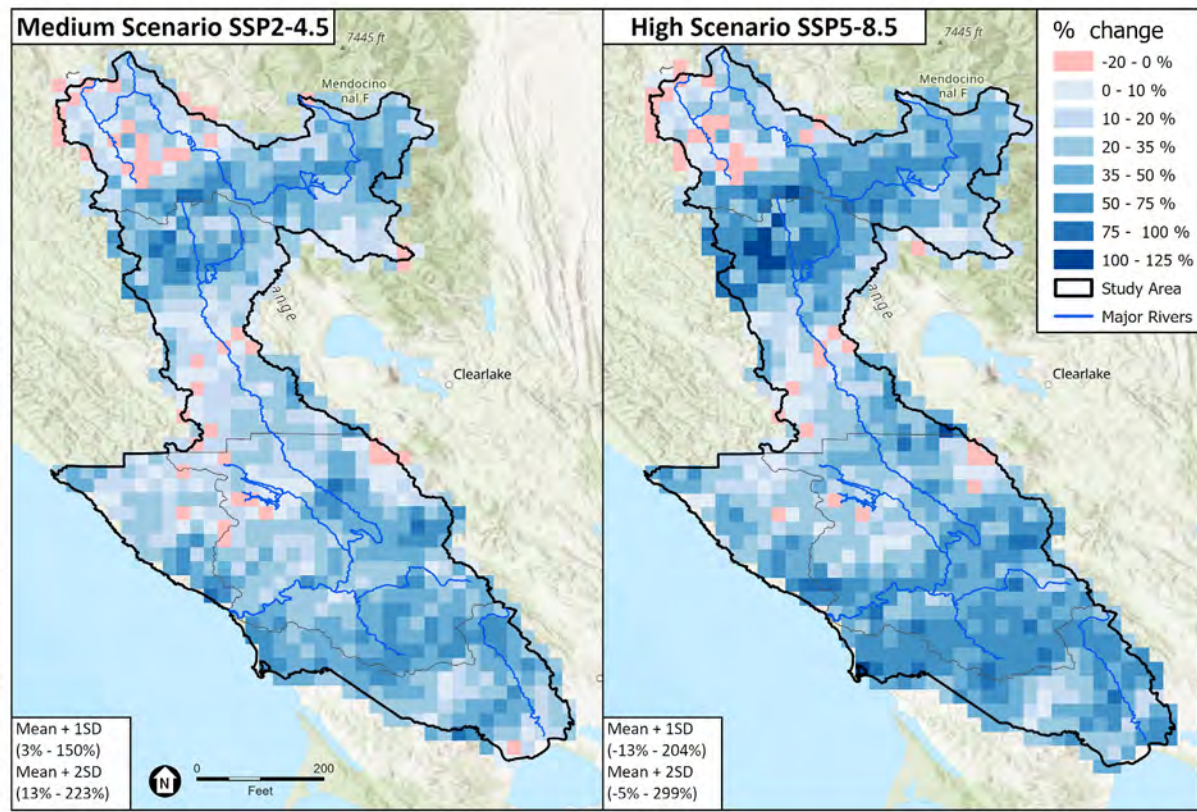 Medium Scenario SSP2-4.5
7445 ft
Mendocino
nal F
ange
Clearlake
Mean + 1SD
(3% - 150%)
Mean + 2SD
(13% - 223%)
N
0
200
Feet
High Scenario SSP5-8.5
7445 ft
Mendocino
nal F
ange
Clearlake
Mean + 1SD
(-13% - 204%)
Mean + 2SD
(-5% - 299%)
% change
-20 - 0 %
0 - 10 %
10 - 20 %
20 - 35 %
35 - 50 %
50 - 75 %
75 - 100 %
100 - 125 %
Study Area
Major Rivers